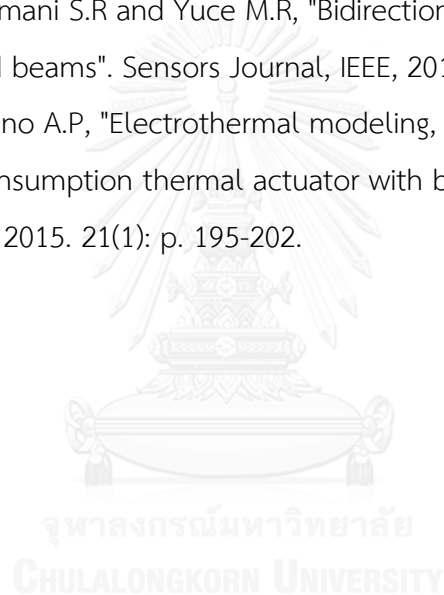 mani S.R and Yuce M.R, "Bidirection
beams". Sensors Journal, IEEE, 201
no A.P, "Electrothermal modeling,
nsumption thermal actuator with b
2015. 21(1): p. 195-202.
จุฬาลงกรณ์มหาวิทยาลัย
CHULALONGKORN UNIVERSITY